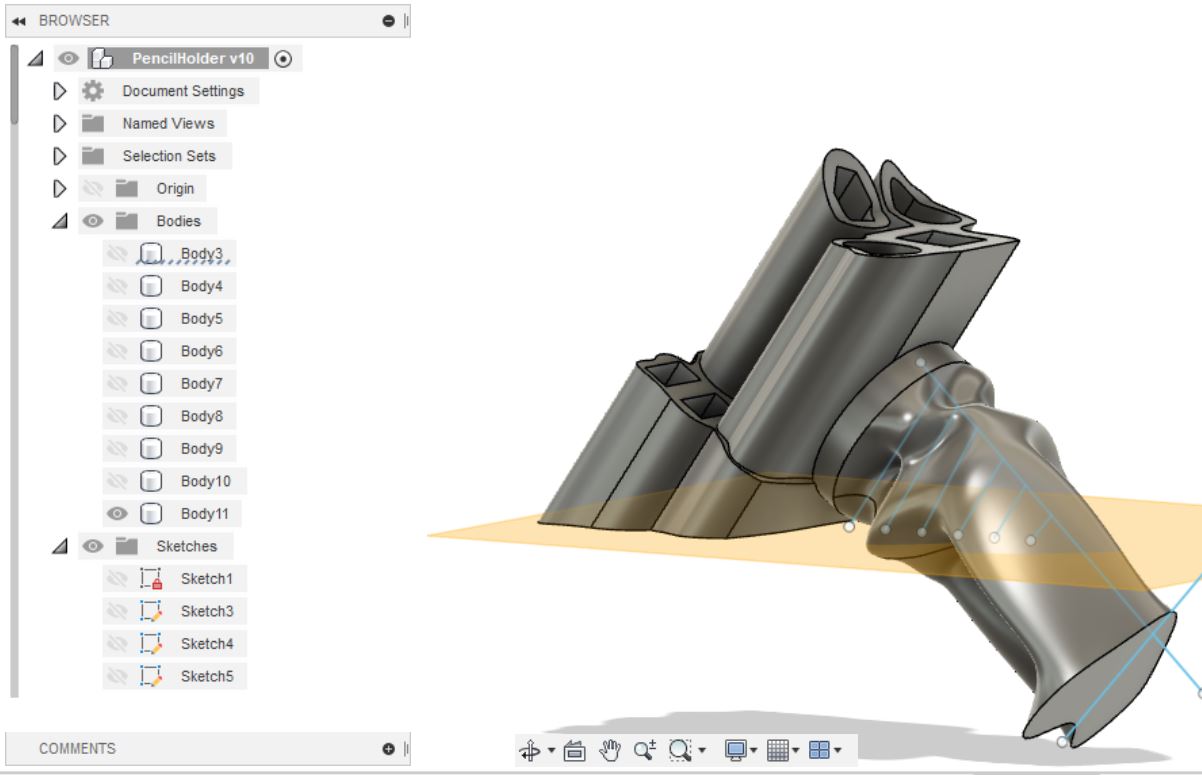 BROWSER
PencilHolder v10
Document Settings
Named Views
Selection Sets
Origin
Bodies
Body3
Body4
Body5
Body6
Body7
Body8
Body9
Body10
Body11
Sketches
Sketch1
Sketch3
Sketch4
Sketch5
COMMENTS